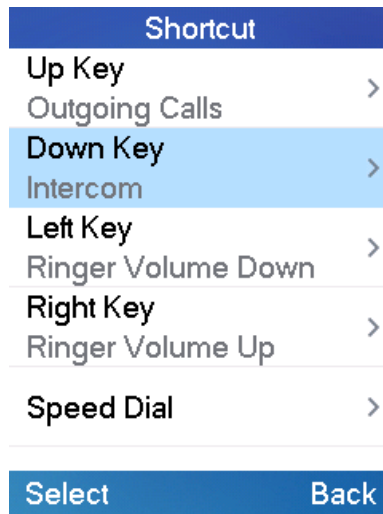 Shortcut
Up Key
Outgoing Calls
Down Key
Intercom
Left Key
Ringer Volume Down
Right Key
Ringer Volume Up
Speed Dial
Select Back